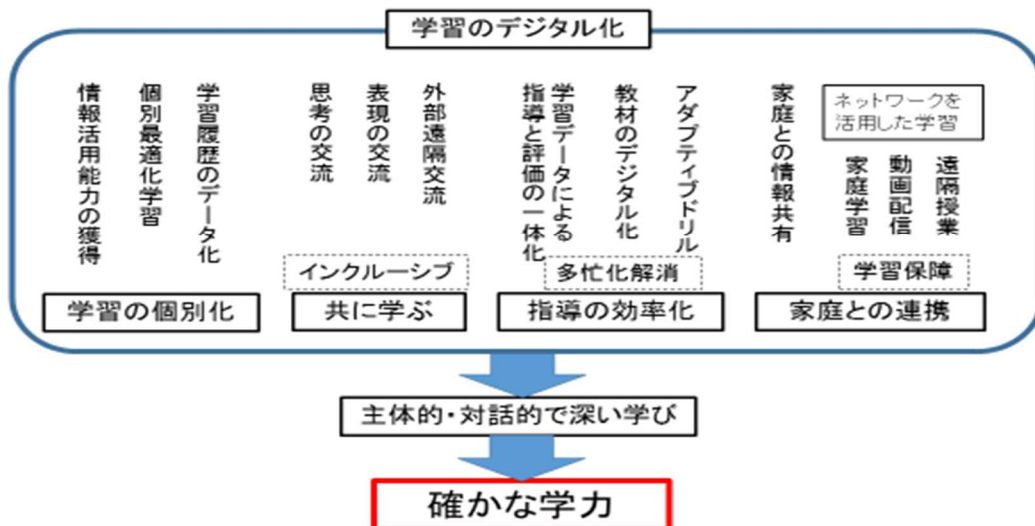 学習のデジタル化
情報活用能力の獲得
個別最適化学習
学習履歴のデータ化
学習の個別化
思考の交流
表現の交流
外部遠隔交流
インクルーシブ
共に学ぶ
学習データによる
指導と評価の一体化
教材のデジタル化
アダプティブドリル
多忙化解消
指導の効率化
家庭との情報共有
ネットワークを
活用した学習
家庭学習
動画配信
遠隔授業
学習保障
家庭との連携
主体的・対話的で深い学び
確かな学力